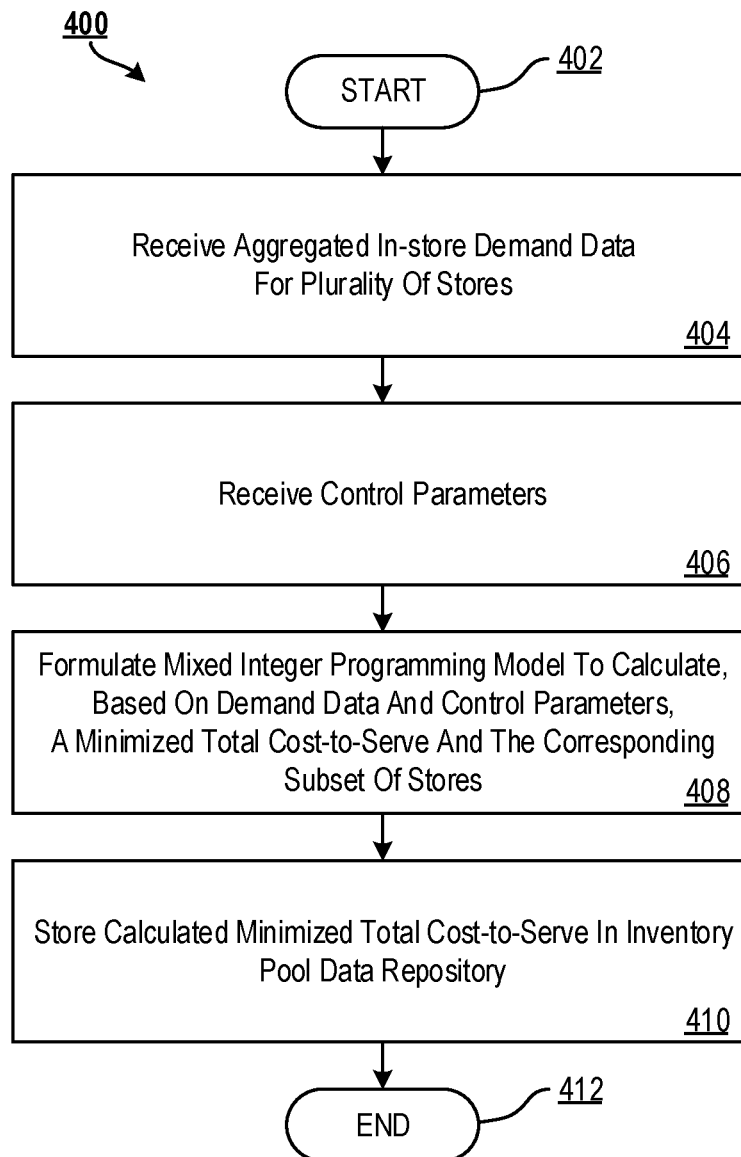 400
402
START
Receive Aggregated In-store Demand Data
For Plurality Of Stores
404
Receive Control Parameters
406
Formulate Mixed Integer Programming Model To Calculate,
Based On Demand Data And Control Parameters,
A Minimized Total Cost-to-Serve And The Corresponding
Subset Of Stores
408
Store Calculated Minimized Total Cost-to-Serve In Inventory
Pool Data Repository
410
412
END